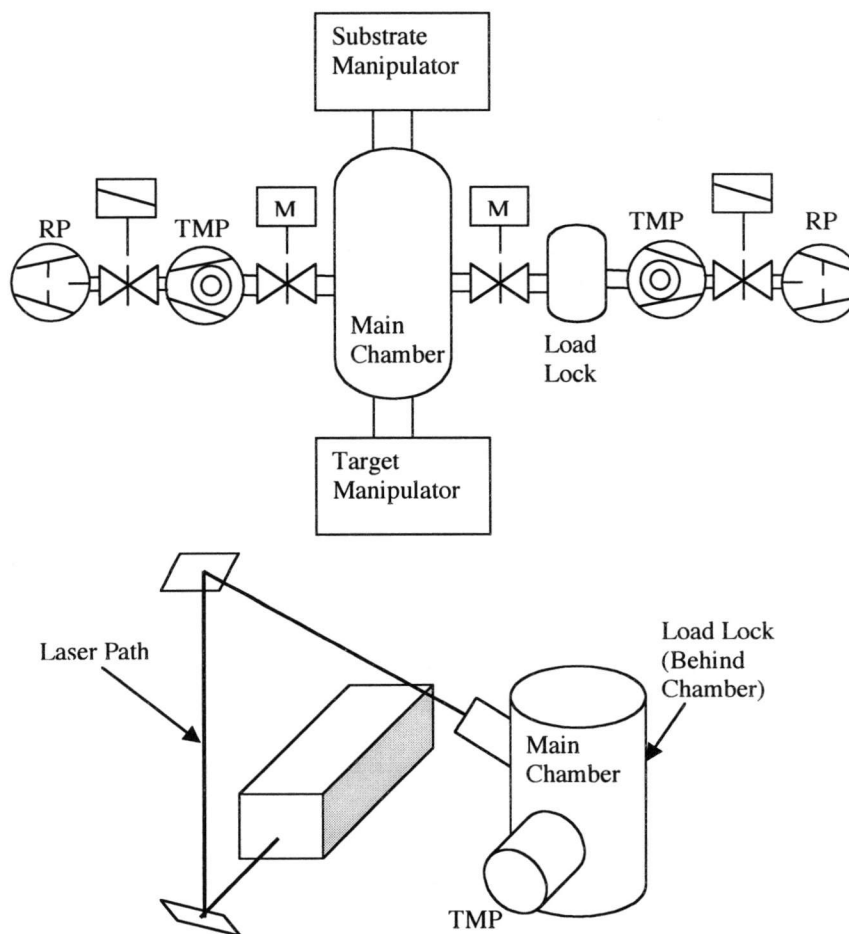 Substrate
Manipulator
RP
TMP
M
M
TMP
RP
Main
Chamber
Load
Lock
Target
Manipulator
Laser Path
Load Lock
(Behind
Chamber)
Main
Chamber
TMP